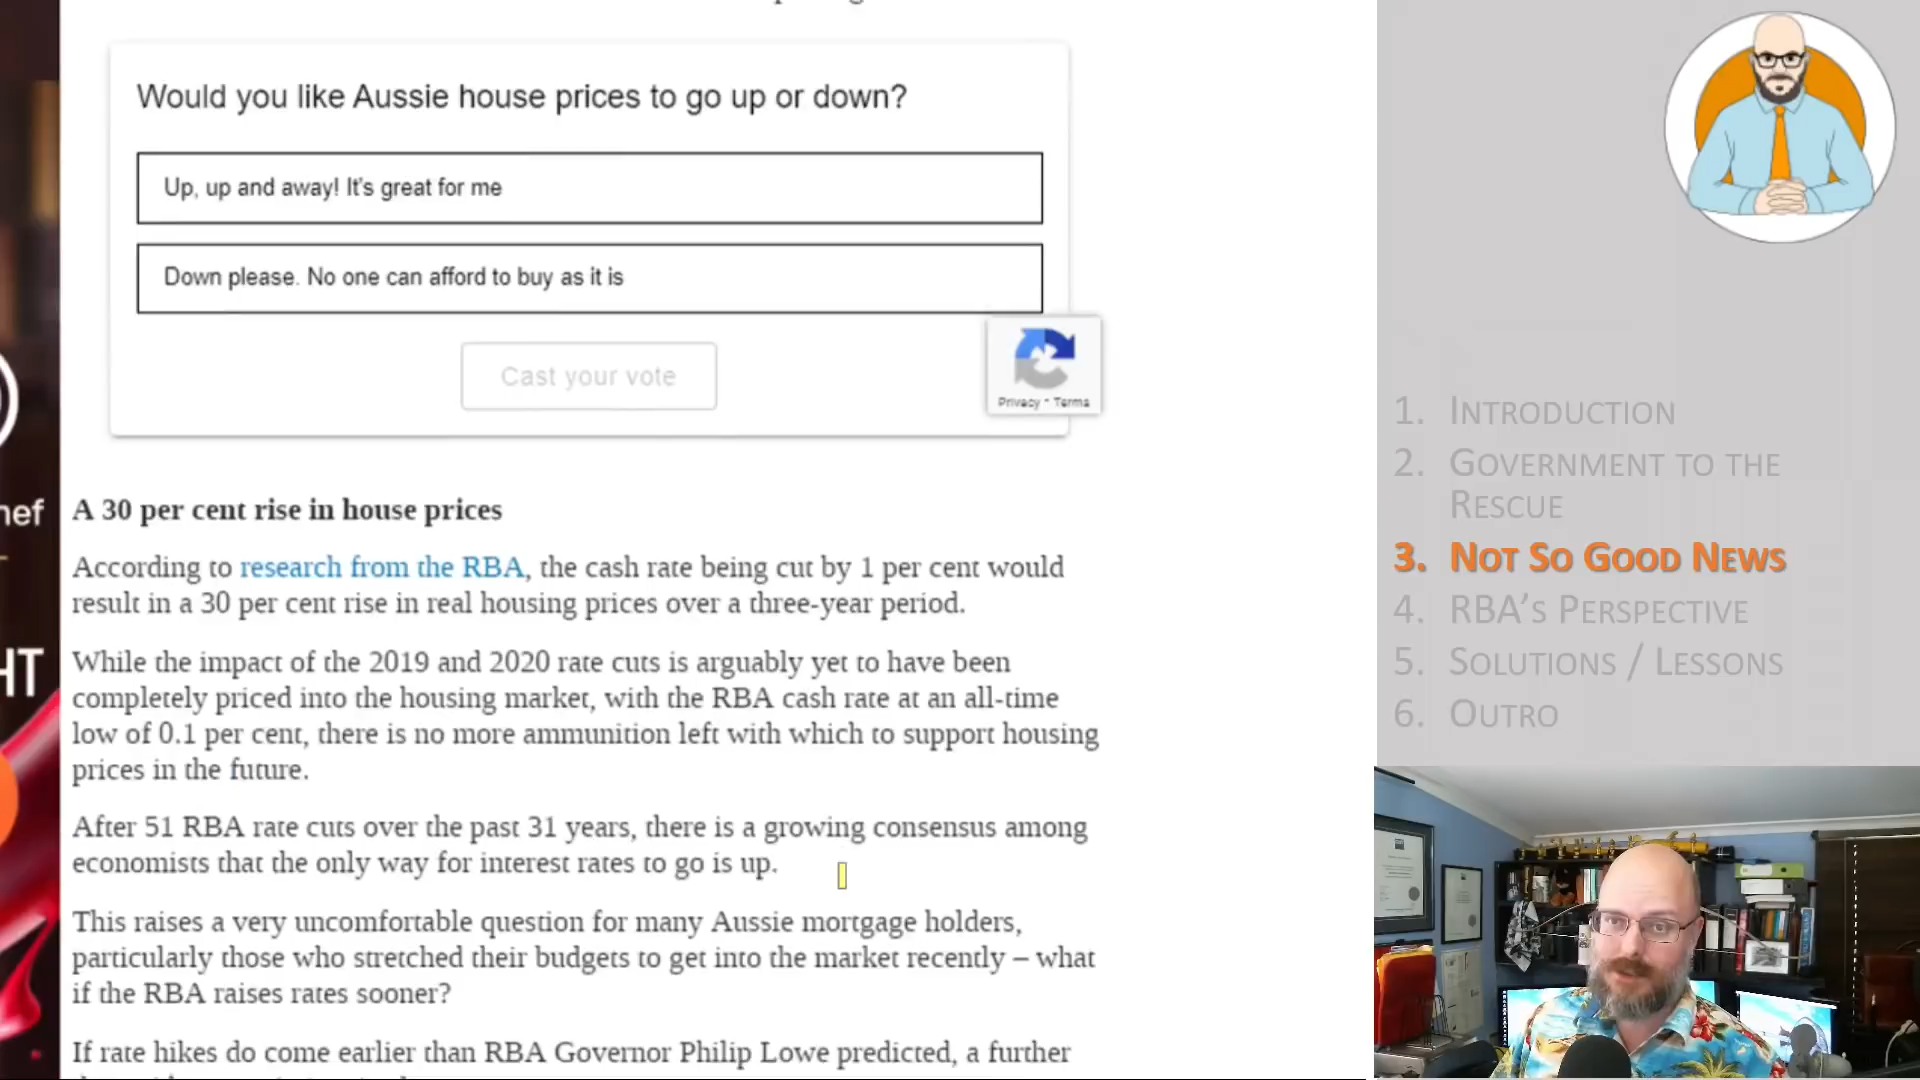 Would you like Aussie house prices to go up or down?
Up, up and away! It's great for me
Down please. No one can afford to buy as it is
Cast your vote
Privacy - Terms
A 30 per cent rise in house prices
According to research from the RBA, the cash rate being cut by 1 per cent would
result in a 30 per cent rise in real housing prices over a three-year period.
While the impact of the 2019 and 2020 rate cuts is arguably yet to have been
completely priced into the housing market, with the RBA cash rate at an all-time
low of 0.1 per cent, there is no more ammunition left with which to support housing
prices in the future.
After 51 RBA rate cuts over the past 31 years, there is a growing consensus among
economists that the only way for interest rates to go is up.
This raises a very uncomfortable question for many Aussie mortgage holders,
particularly those who stretched their budgets to get into the market recently – what
if the RBA raises rates sooner?
If rate hikes do come earlier than RBA Governor Philip Lowe predicted, a further
nef
HT
1. Introduction
2. Government to the
Rescue
3. Not So Good News
4. RBA's Perspective
5. Solutions / Lessons
6. Outro